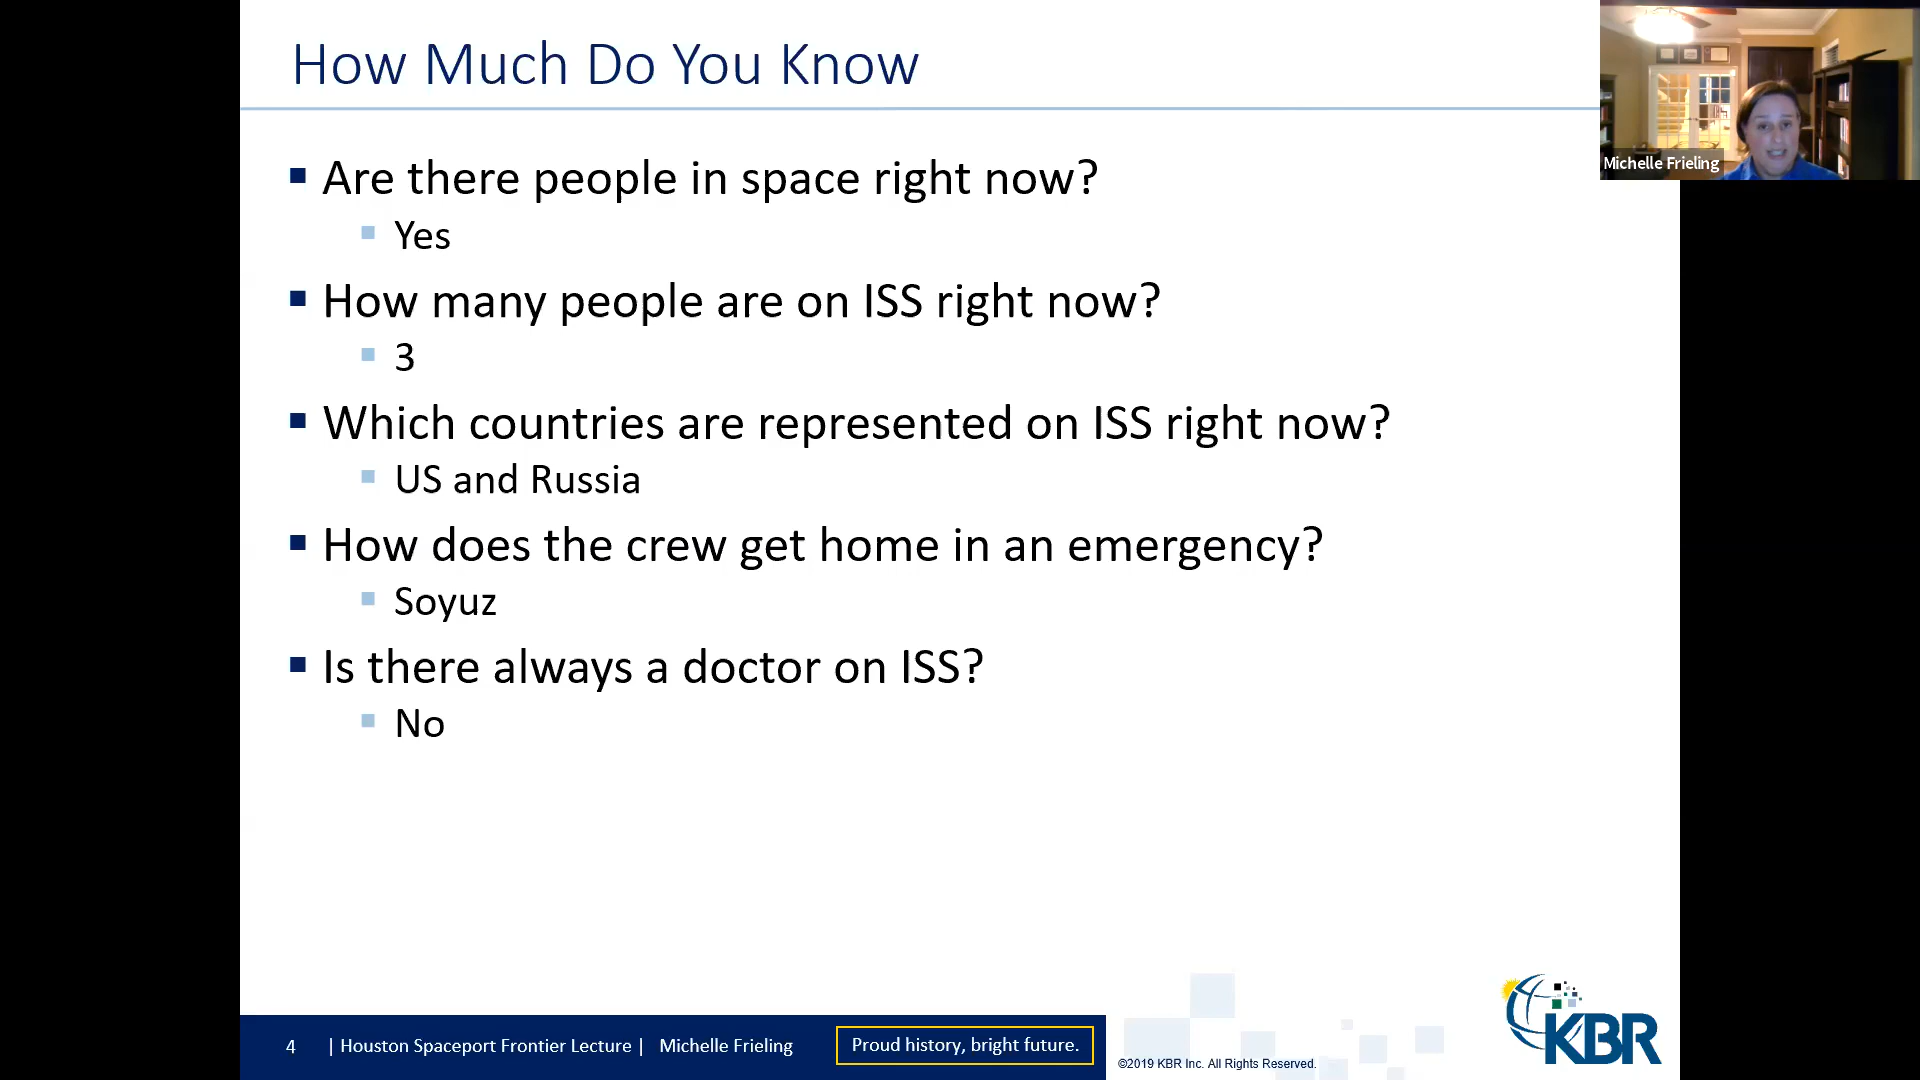 How Much Do You Know
Michelle Frieling
Are there people in space right now?
Yes
How many people are on ISS right now?
3
Which countries are represented on ISS right now?
US and Russia
How does the crew get home in an emergency?
Soyuz
Is there always a doctor on ISS?
No
4 | Houston Spaceport Frontier Lecture | Michelle Frieling
Proud history, bright future.
©2019 KBR Inc. All Rights Reserved.
KBR